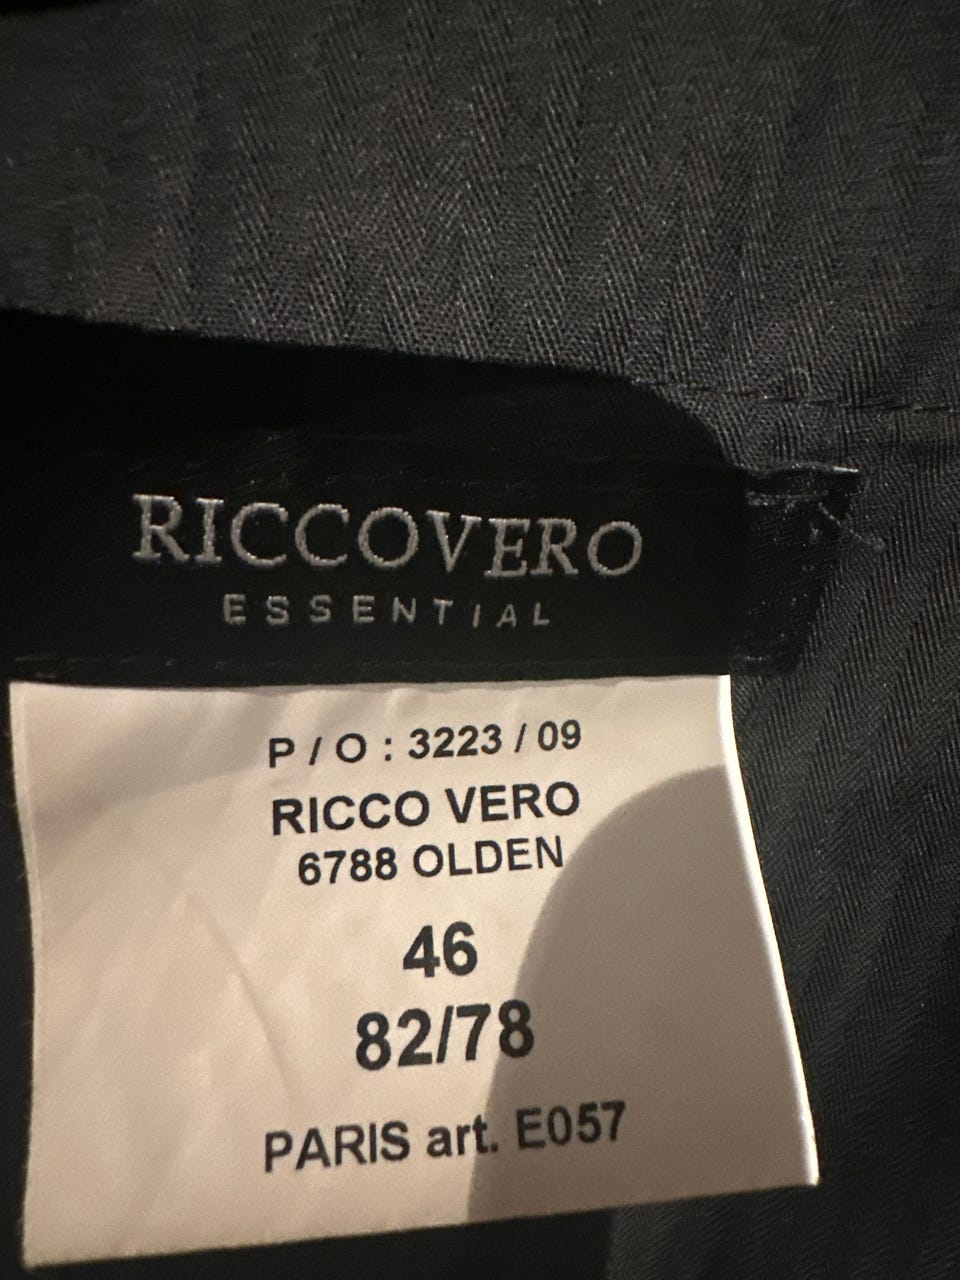 RICCOVERO
ESSENTIAL
P / O : 3223 / 09
RICCO VERO
6788 OLDEN
46
82/78
PARIS art. E057